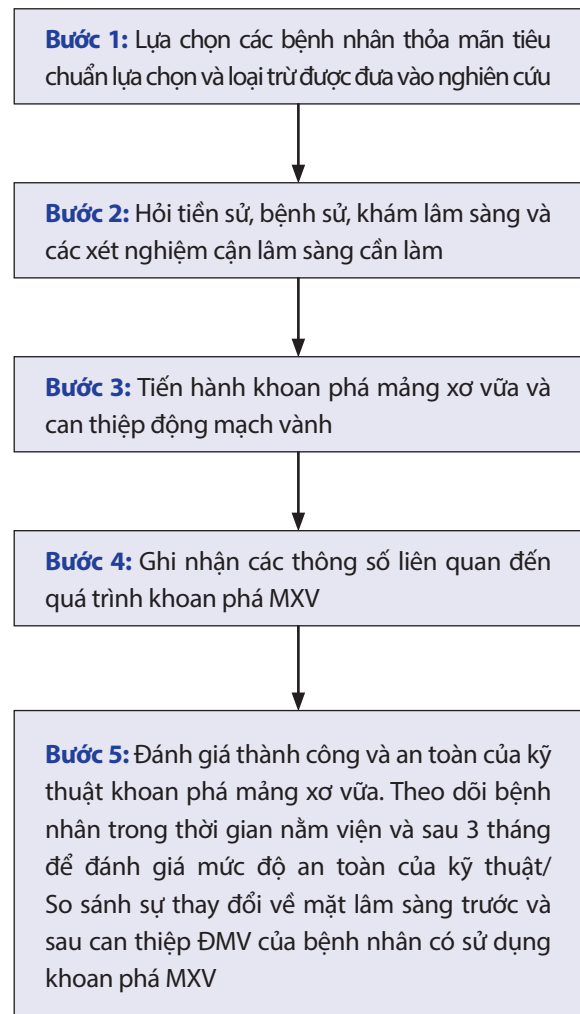 Bước 1: Lựa chọn các bệnh nhân thỏa mãn tiêu
chuẩn lựa chọn và loại trừ được đưa vào nghiên cứu
Bước 2: Hỏi tiền sử, bệnh sử, khám lâm sàng và
các xét nghiệm cận lâm sàng cần làm
Bước 3: Tiến hành khoan phá mảng xơ vữa và
can thiệp động mạch vành
Bước 4: Ghi nhận các thông số liên quan đến
quá trình khoan phá MXV
Bước 5: Đánh giá thành công và an toàn của kỹ
thuật khoan phá mảng xơ vữa. Theo dõi bệnh
nhân trong thời gian nằm viện và sau 3 tháng
để đánh giá mức độ an toàn của kỹ thuật/
So sánh sự thay đổi về mặt lâm sàng trước và
sau can thiệp ĐMV của bệnh nhân có sử dụng
khoan phá MXV